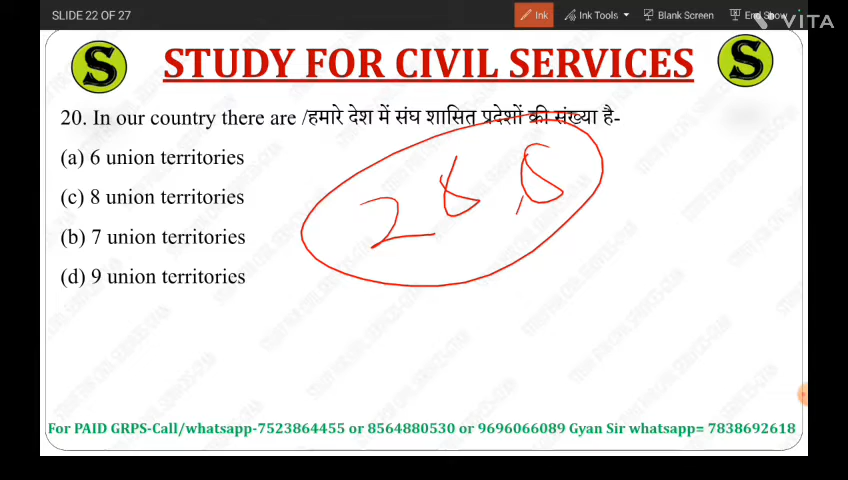 SLIDE 22 OF 27 Ink Ink Tools Blank Screen End Show
VITA
S STUDY FOR CIVIL SERVICES S
20. In our country there are /हमारे देश में संघ शासित प्रदेशों की संख्या है-
(a) 6 union territories
(c) 8 union territories
(b) 7 union territories
(d) 9 union territories
28,8
For PAID GRPS-Call/whatsapp-7523864455 or 8564880530 or 9696066089 Gyan Sir whatsapp= 7838692618